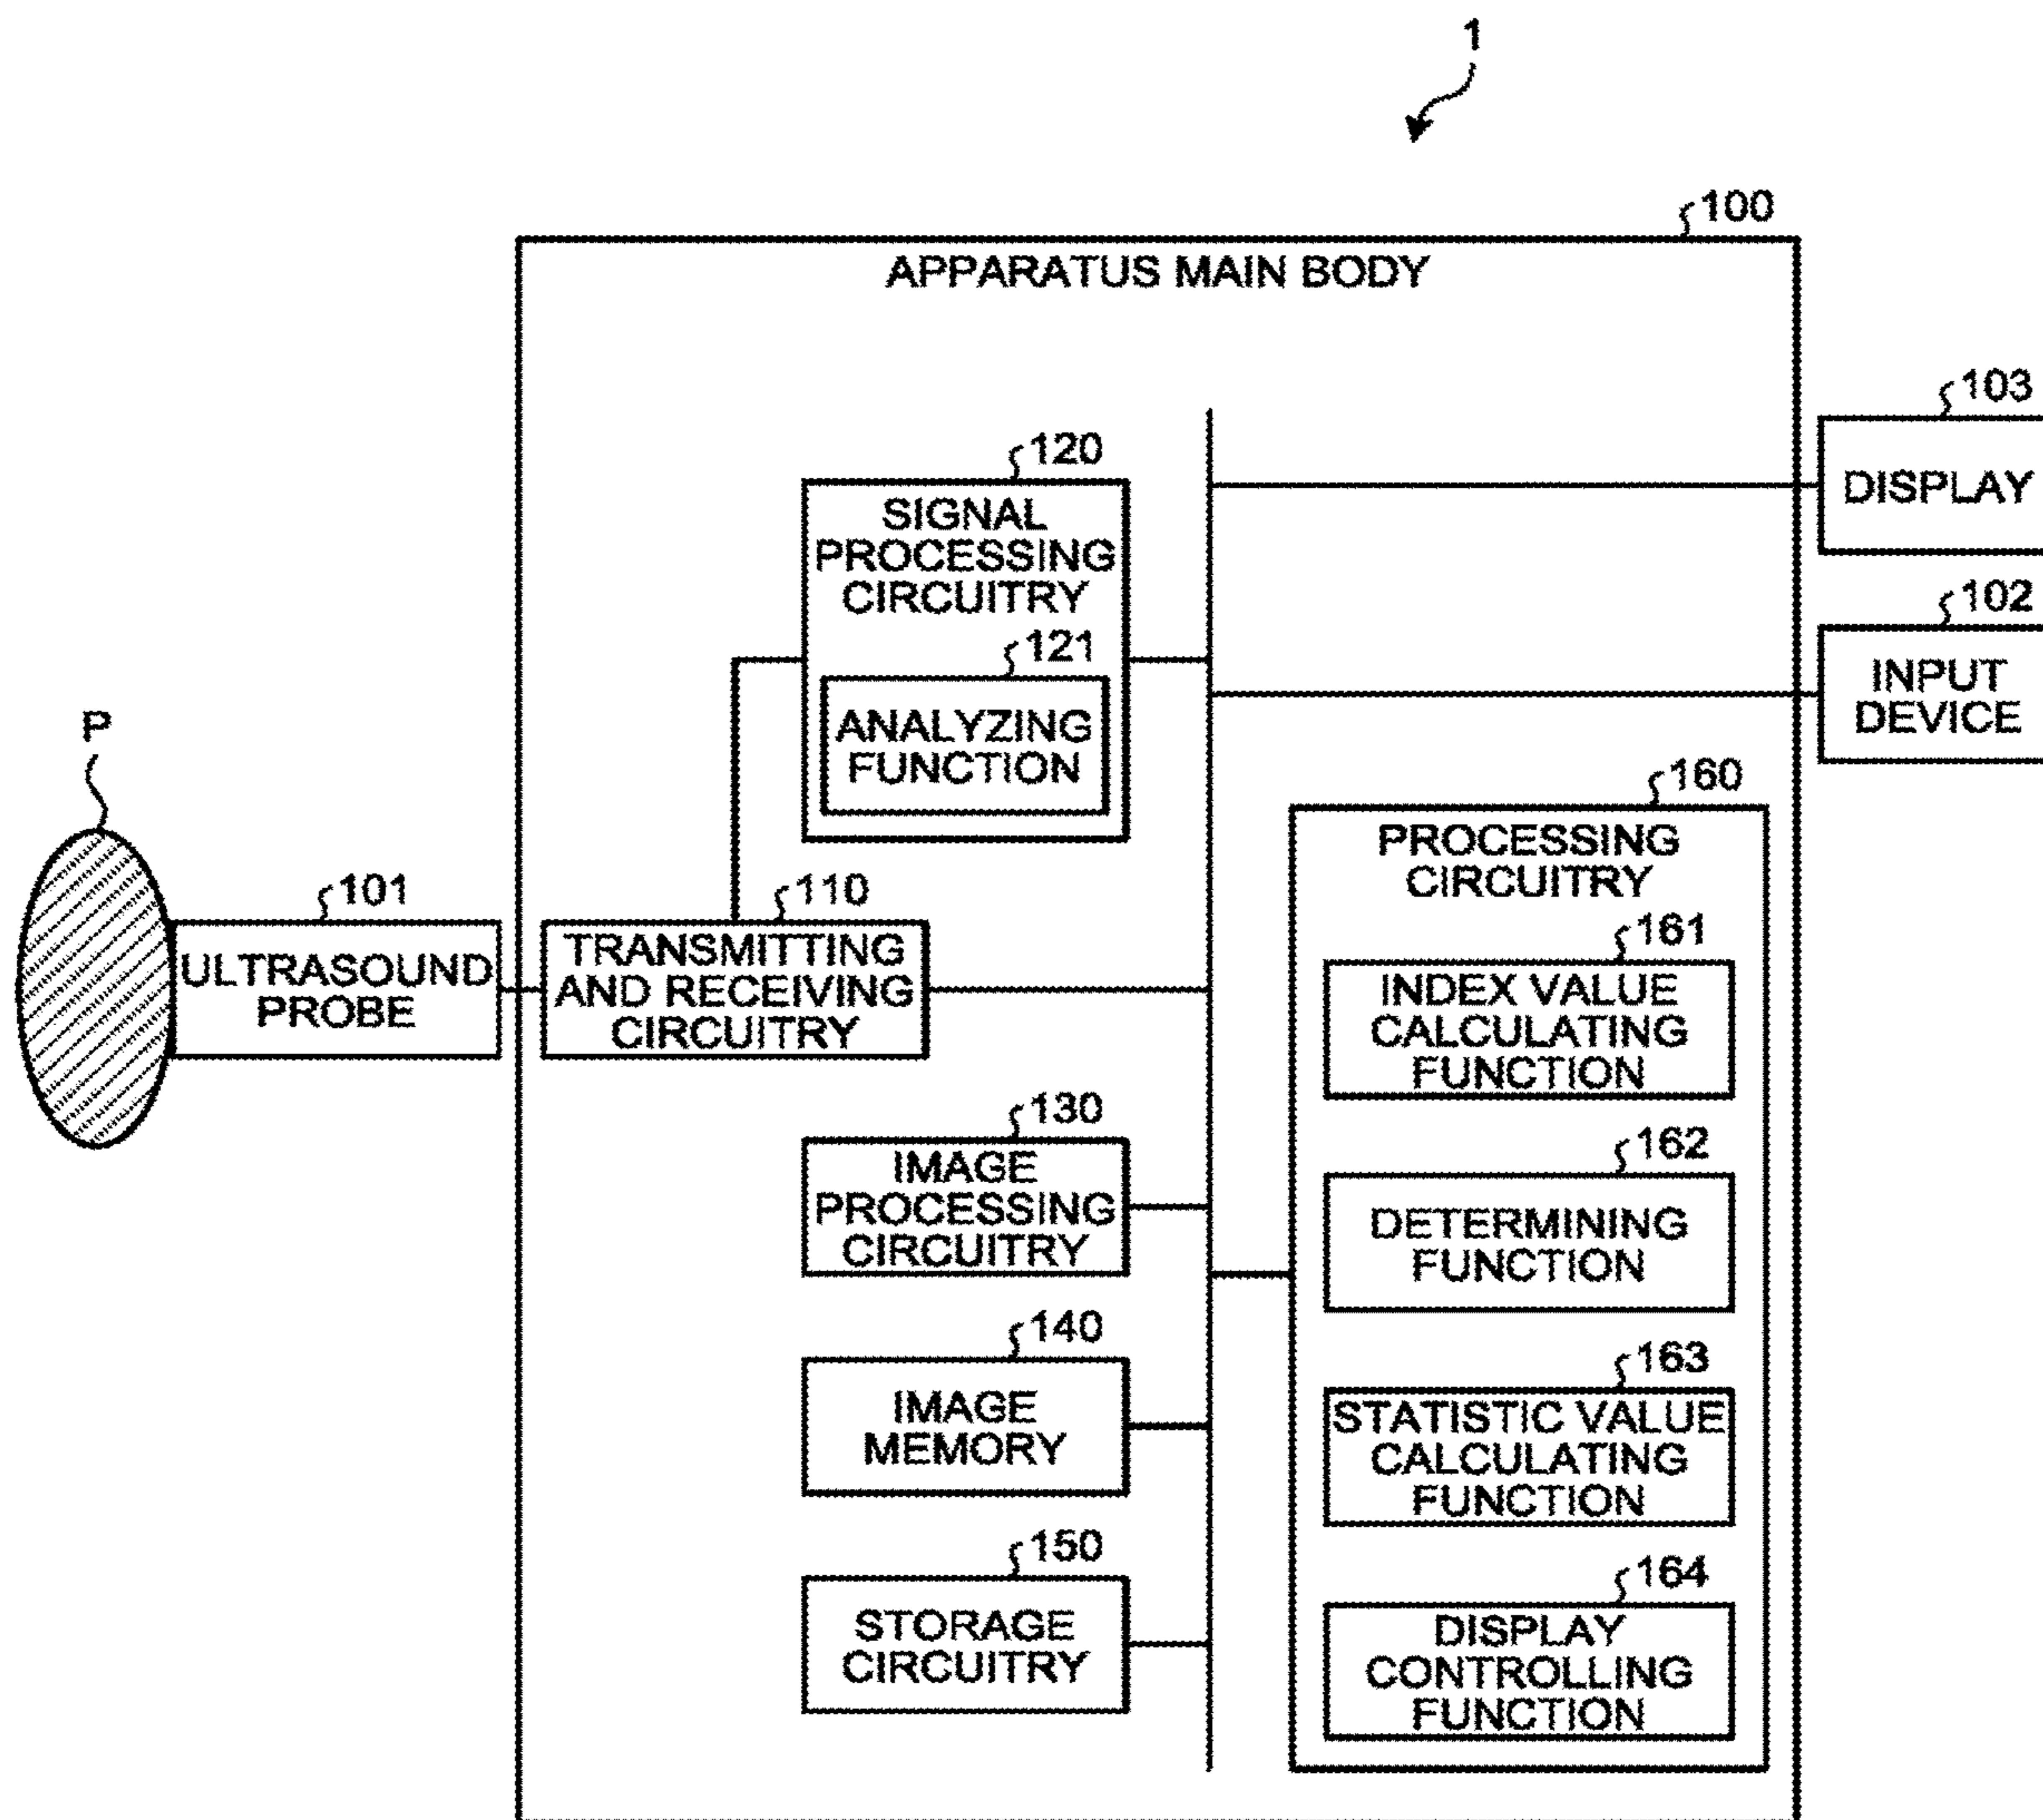 1
100
APPARATUS MAIN BODY
103
DISPLAY
102
INPUT
DEVICE
120
SIGNAL
PROCESSING
CIRCUITRY
121
ANALYZING
FUNCTION
P
101
ULTRASOUND
PROBE
110
TRANSMITTING
AND RECEIVING
CIRCUITRY
130
IMAGE
PROCESSING
CIRCUITRY
140
IMAGE
MEMORY
150
STORAGE
CIRCUITRY
160
PROCESSING
CIRCUITRY
161
INDEX VALUE
CALCULATING
FUNCTION
162
DETERMINING
FUNCTION
163
STATISTIC VALUE
CALCULATING
FUNCTION
164
DISPLAY
CONTROLLING
FUNCTION